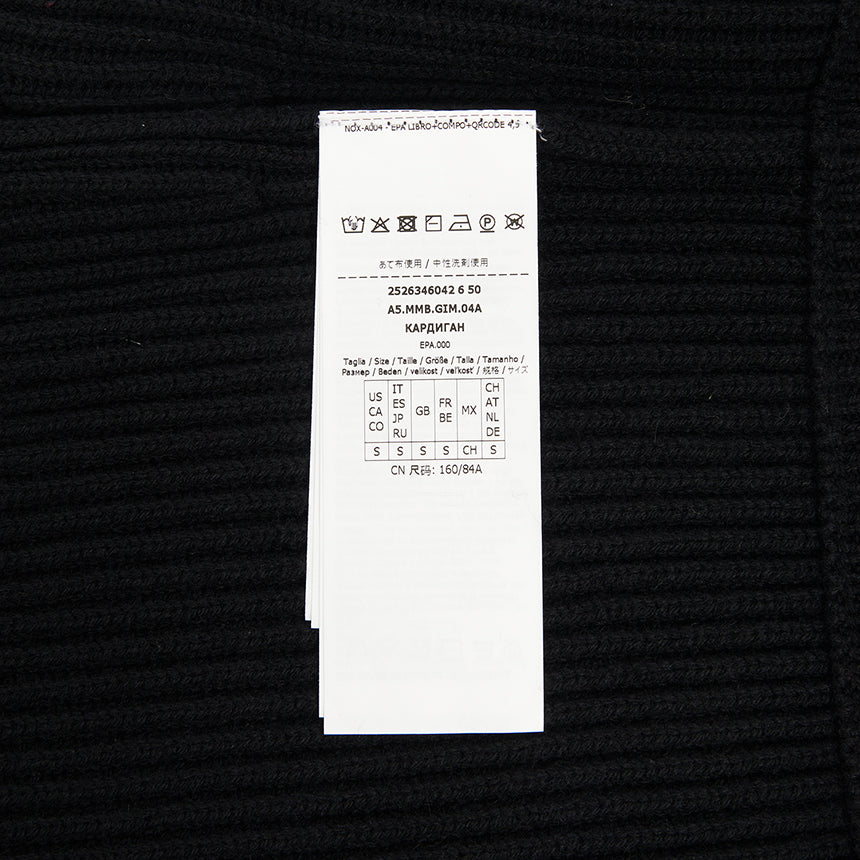 NOX-A004 - EPA LIBRO+COMPO+QRCODE 4,5
あて布使用 / 中性洗剤使用
2526346042 6 50
A5.MMB.GIM.04A
КАРДИГАН
EPA.000
Taglia / Size / Taille / Größe / Talla / Tamanho /
Размер / Beden / velikost / veľkosť / 规格 / サイズ
US CA CO IT ES JP RU GB FR BE MX CH AT NL DE
S S S S CH S
CN 尺码: 160/84A